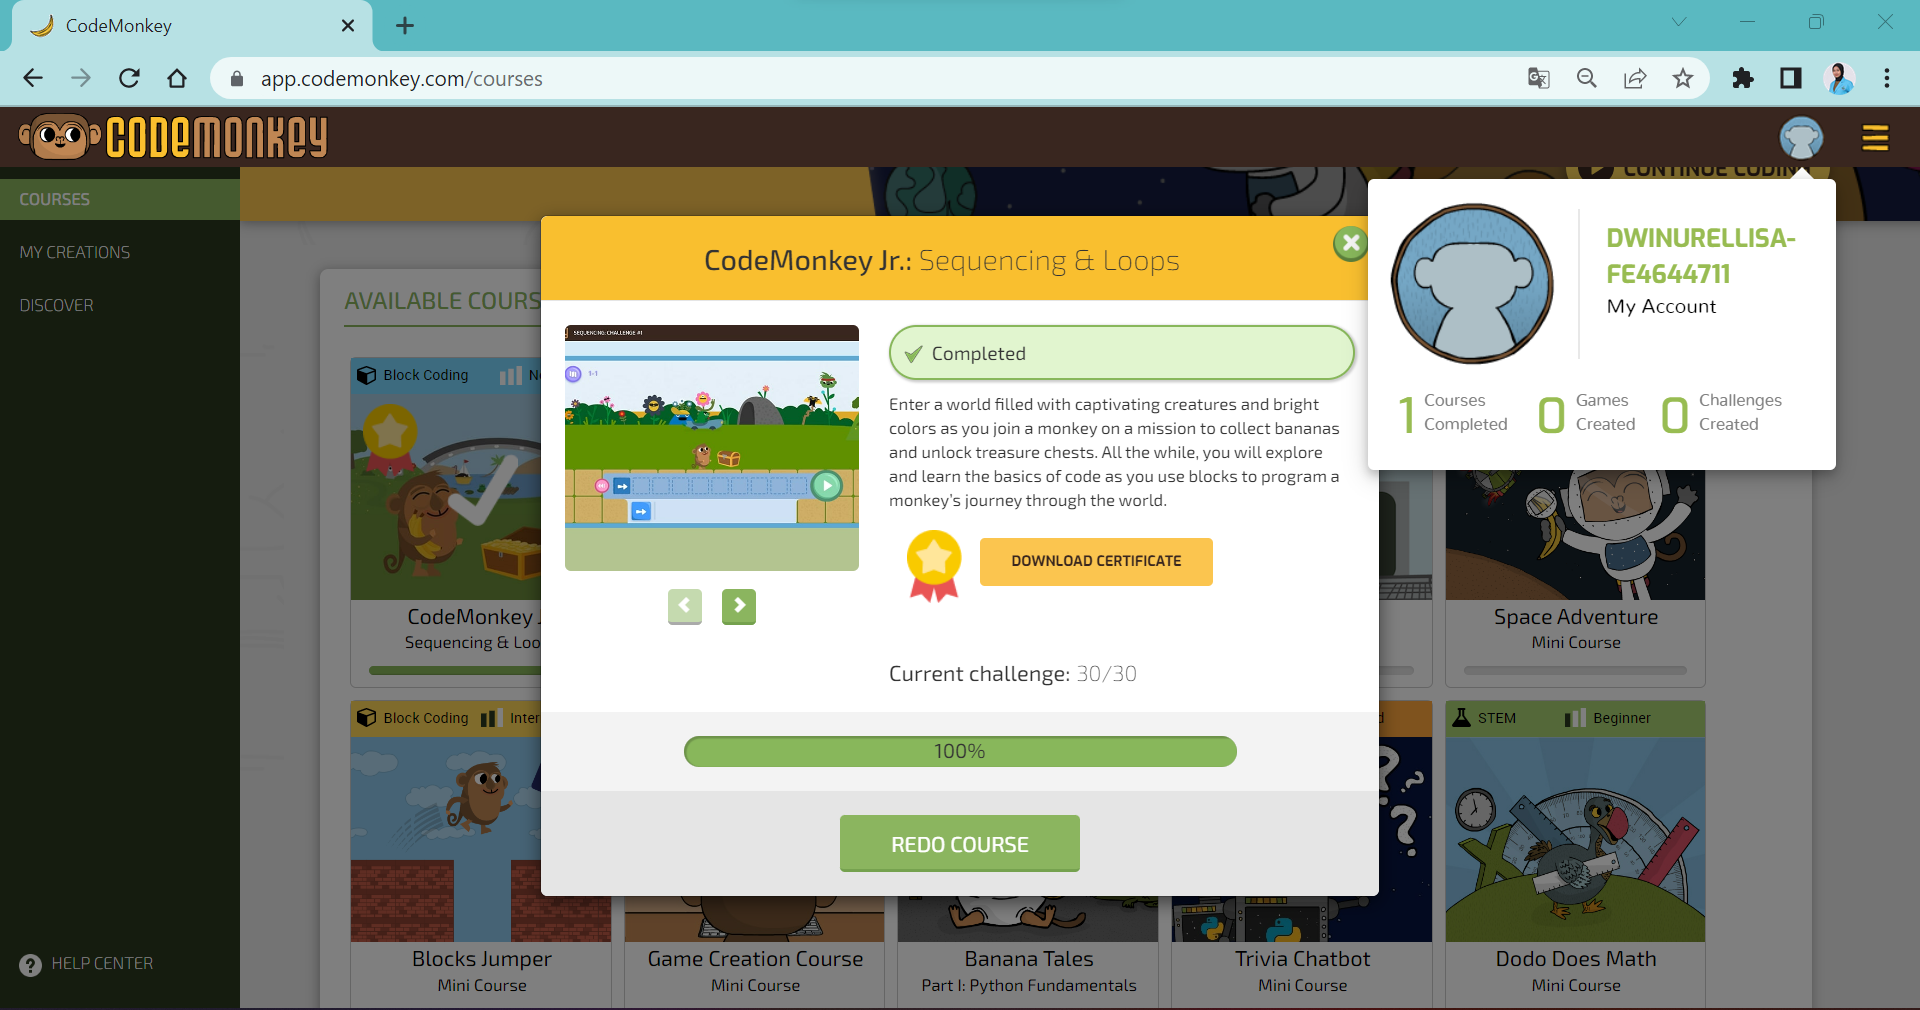 CodeMonkey
app.codemonkey.com/courses
CODEMONKEY
CONTINUE CODING
COURSES
MY CREATIONS
DISCOVER
HELP CENTER
AVAILABLE COURS
DWINURELLISA-
FE4644711
My Account
1 Courses Completed
0 Games Created
0 Challenges Created
CodeMonkey Jr.: Sequencing & Loops
SEQUENCING: CHALLENGE #1
1-1
Completed
Enter a world filled with captivating creatures and bright
colors as you join a monkey on a mission to collect bananas
and unlock treasure chests. All the while, you will explore
and learn the basics of code as you use blocks to program a
monkey's journey through the world.
DOWNLOAD CERTIFICATE
Current challenge: 30/30
100%
REDO COURSE
Block Coding
CodeMonkey J
Sequencing & Loo
Space Adventure
Mini Course
Block Coding Inter
STEM Beginner
Blocks Jumper
Mini Course
Game Creation Course
Mini Course
Banana Tales
Part I: Python Fundamentals
Trivia Chatbot
Mini Course
Dodo Does Math
Mini Course